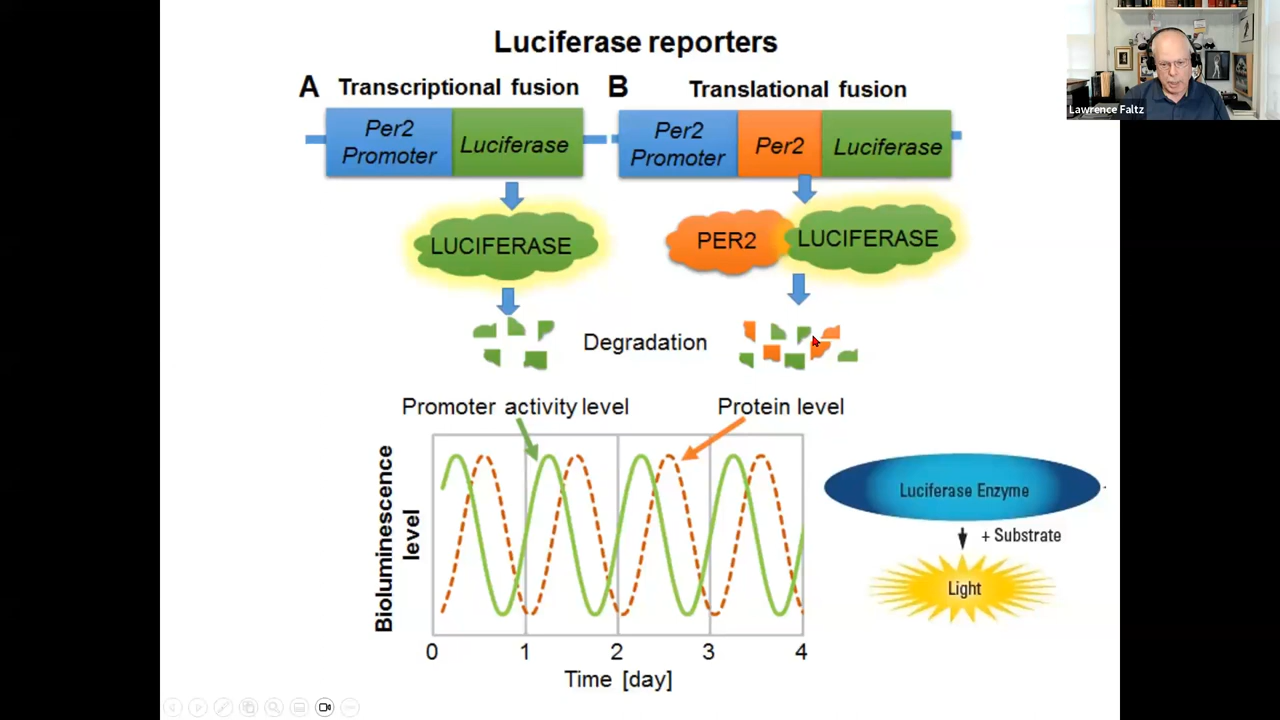 Luciferase reporters
Lawrence Faltz
A Transcriptional fusion
B Translational fusion
Per2
Promoter
Luciferase
Per2
Promoter
Per2
Luciferase
LUCIFERASE
PER2
LUCIFERASE
Degradation
Promoter activity level
Protein level
Bioluminescence
level
0 1 2 3 4
Time [day]
Luciferase Enzyme
+ Substrate
Light